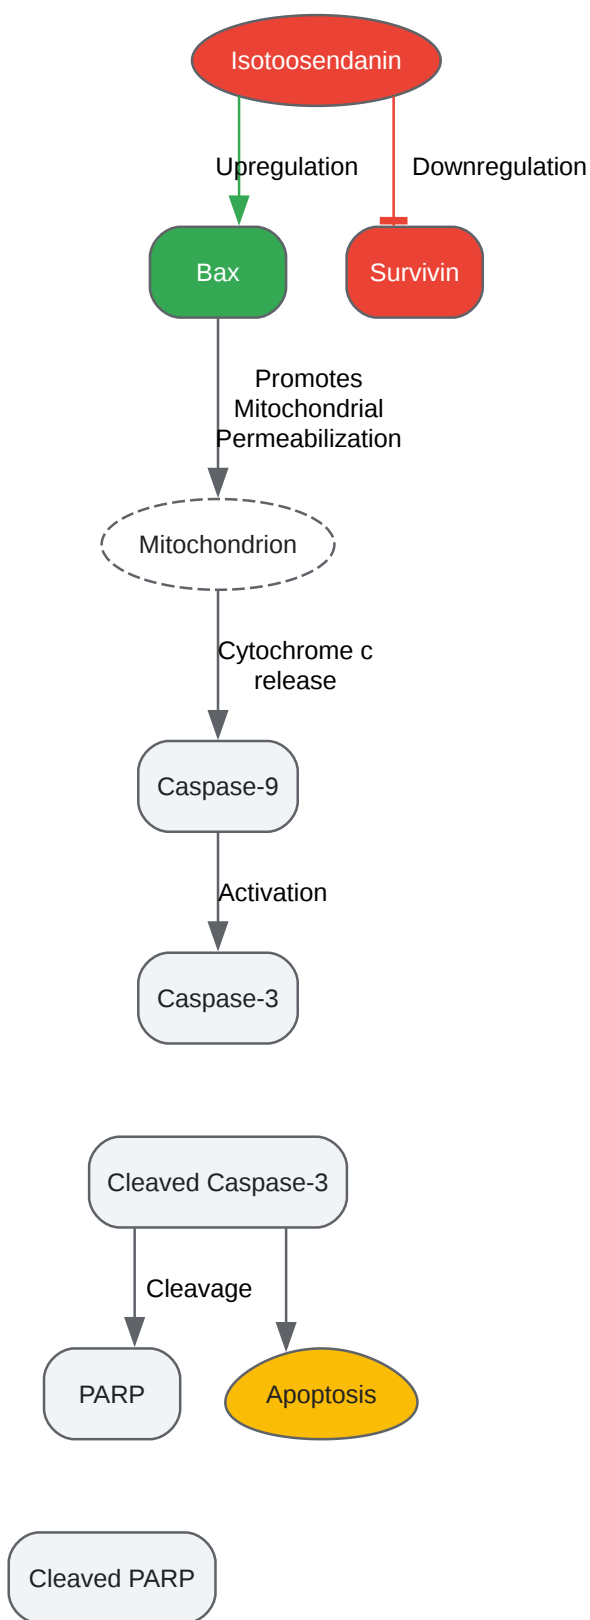 Isotoosendanin
Upregulation
Downregulation
Bax
Survivin
Promotes
Mitochondrial
Permeabilization
Mitochondrion
Cytochrome c
release
Caspase-9
Activation
Caspase-3
Cleaved Caspase-3
Cleavage
PARP
Apoptosis
Cleaved PARP